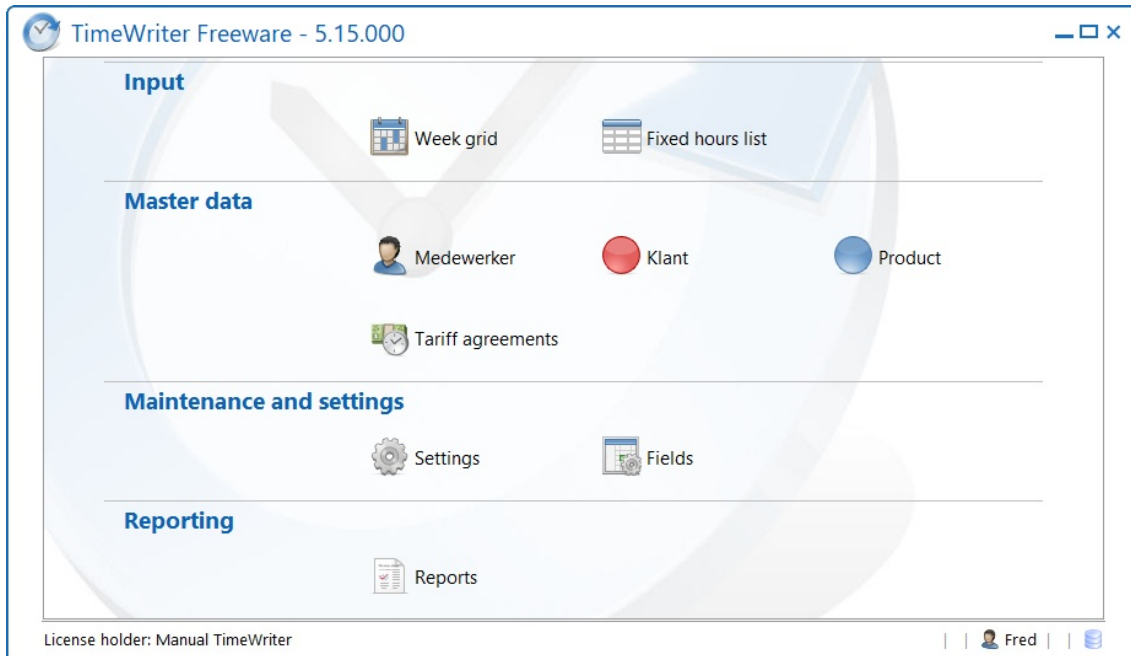 TimeWriter Freeware - 5.15.000
Input
Week grid Fixed hours list
Master data
Medewerker Klant Product
Tariff agreements
Maintenance and settings
Settings Fields
Reporting
Reports
License holder: Manual TimeWriter | | Fred | |